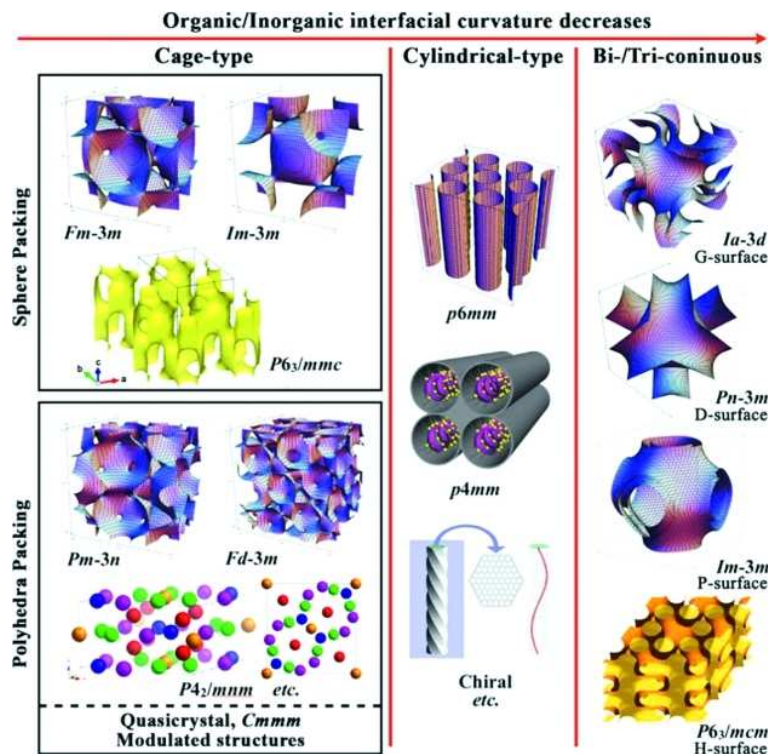 Organic/Inorganic interfacial curvature decreases
Cage-type
Cylindrical-type
Bi-/Tri-coninuous
Sphere Packing
Fm-3m
Im-3m
P6₃/mmc
b
c
a
Polyhedra Packing
Pm-3n
Fd-3m
P4₂/mnm etc.
Quasicrystal, Cmmm
Modulated structures
p6mm
p4mm
Chiral
etc.
Ia-3d
G-surface
Pn-3m
D-surface
Im-3m
P-surface
P6₃/mcm
H-surface